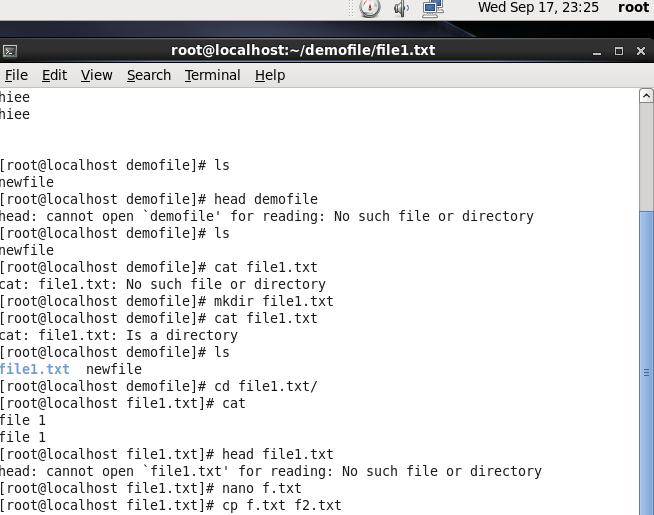 Wed Sep 17, 23:25 root
root@localhost:~/demofile/file1.txt
File Edit View Search Terminal Help
hiee
hiee
[root@localhost demofile]# ls
newfile
[root@localhost demofile]# head demofile
head: cannot open `demofile' for reading: No such file or directory
[root@localhost demofile]# ls
newfile
[root@localhost demofile]# cat file1.txt
cat: file1.txt: No such file or directory
[root@localhost demofile]# mkdir file1.txt
[root@localhost demofile]# cat file1.txt
cat: file1.txt: Is a directory
[root@localhost demofile]# ls
file1.txt  newfile
[root@localhost demofile]# cd file1.txt/
[root@localhost file1.txt]# cat
file 1
file 1
[root@localhost file1.txt]# head file1.txt
head: cannot open `file1.txt' for reading: No such file or directory
[root@localhost file1.txt]# nano f.txt
[root@localhost file1.txt]# cp f.txt f2.txt